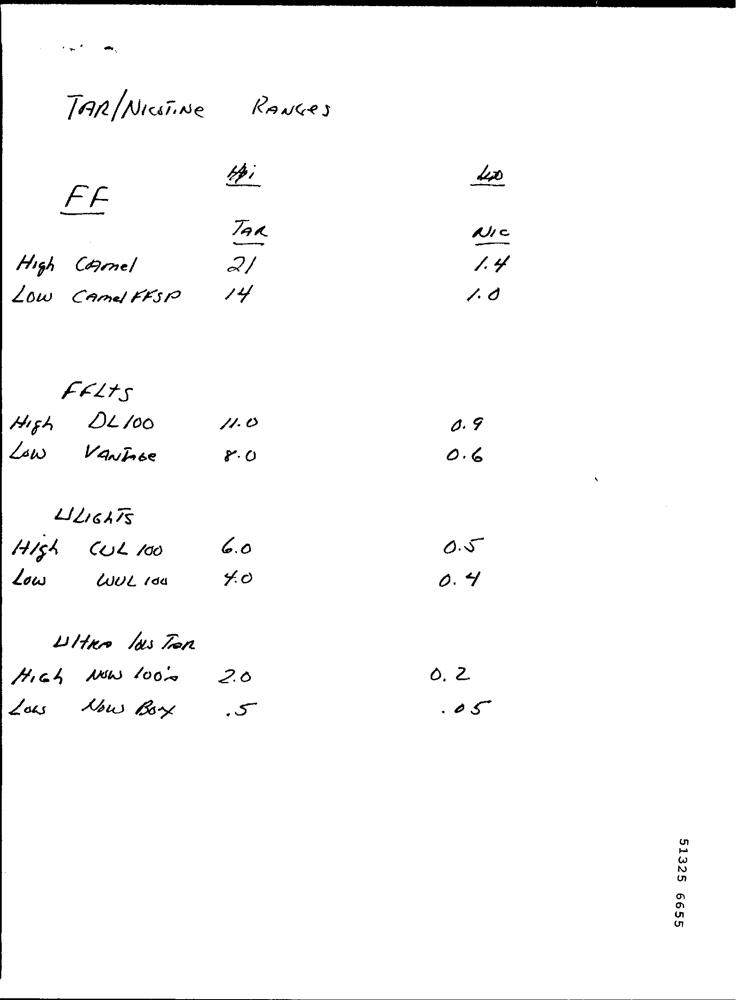 TAR/Nicotine Ranges
FF
TAR NIC
High Camel 21 1.4
Low Camel FFSP 14 1.0
FFLTS
High DL100 11.0 0.9
Low Vantage 8.0 0.6
ULights
High CUL 100 6.0 0.5
Low WUL 100 4.0 0.4
Ultra low Tar
High Now 100's 2.0 0.2
Low Now Box .5 .05
51325 6655